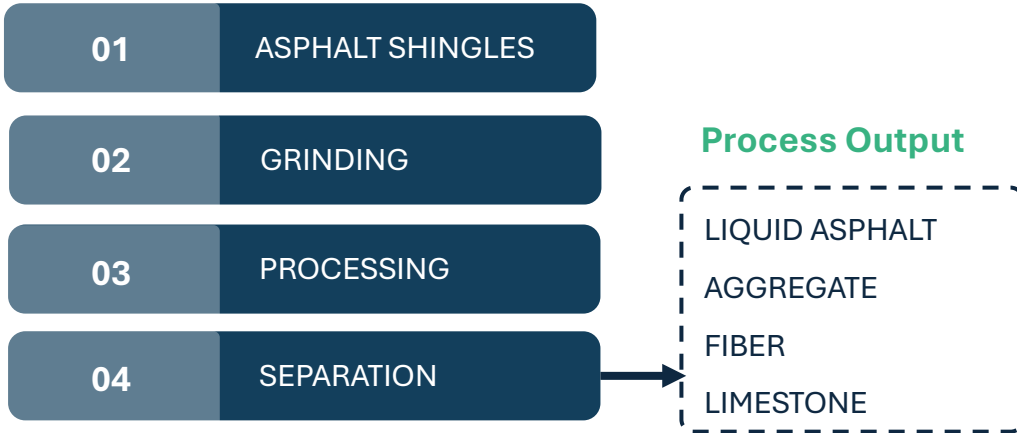 01 ASPHALT SHINGLES
02 GRINDING
03 PROCESSING
04 SEPARATION
Process Output
LIQUID ASPHALT
AGGREGATE
FIBER
LIMESTONE